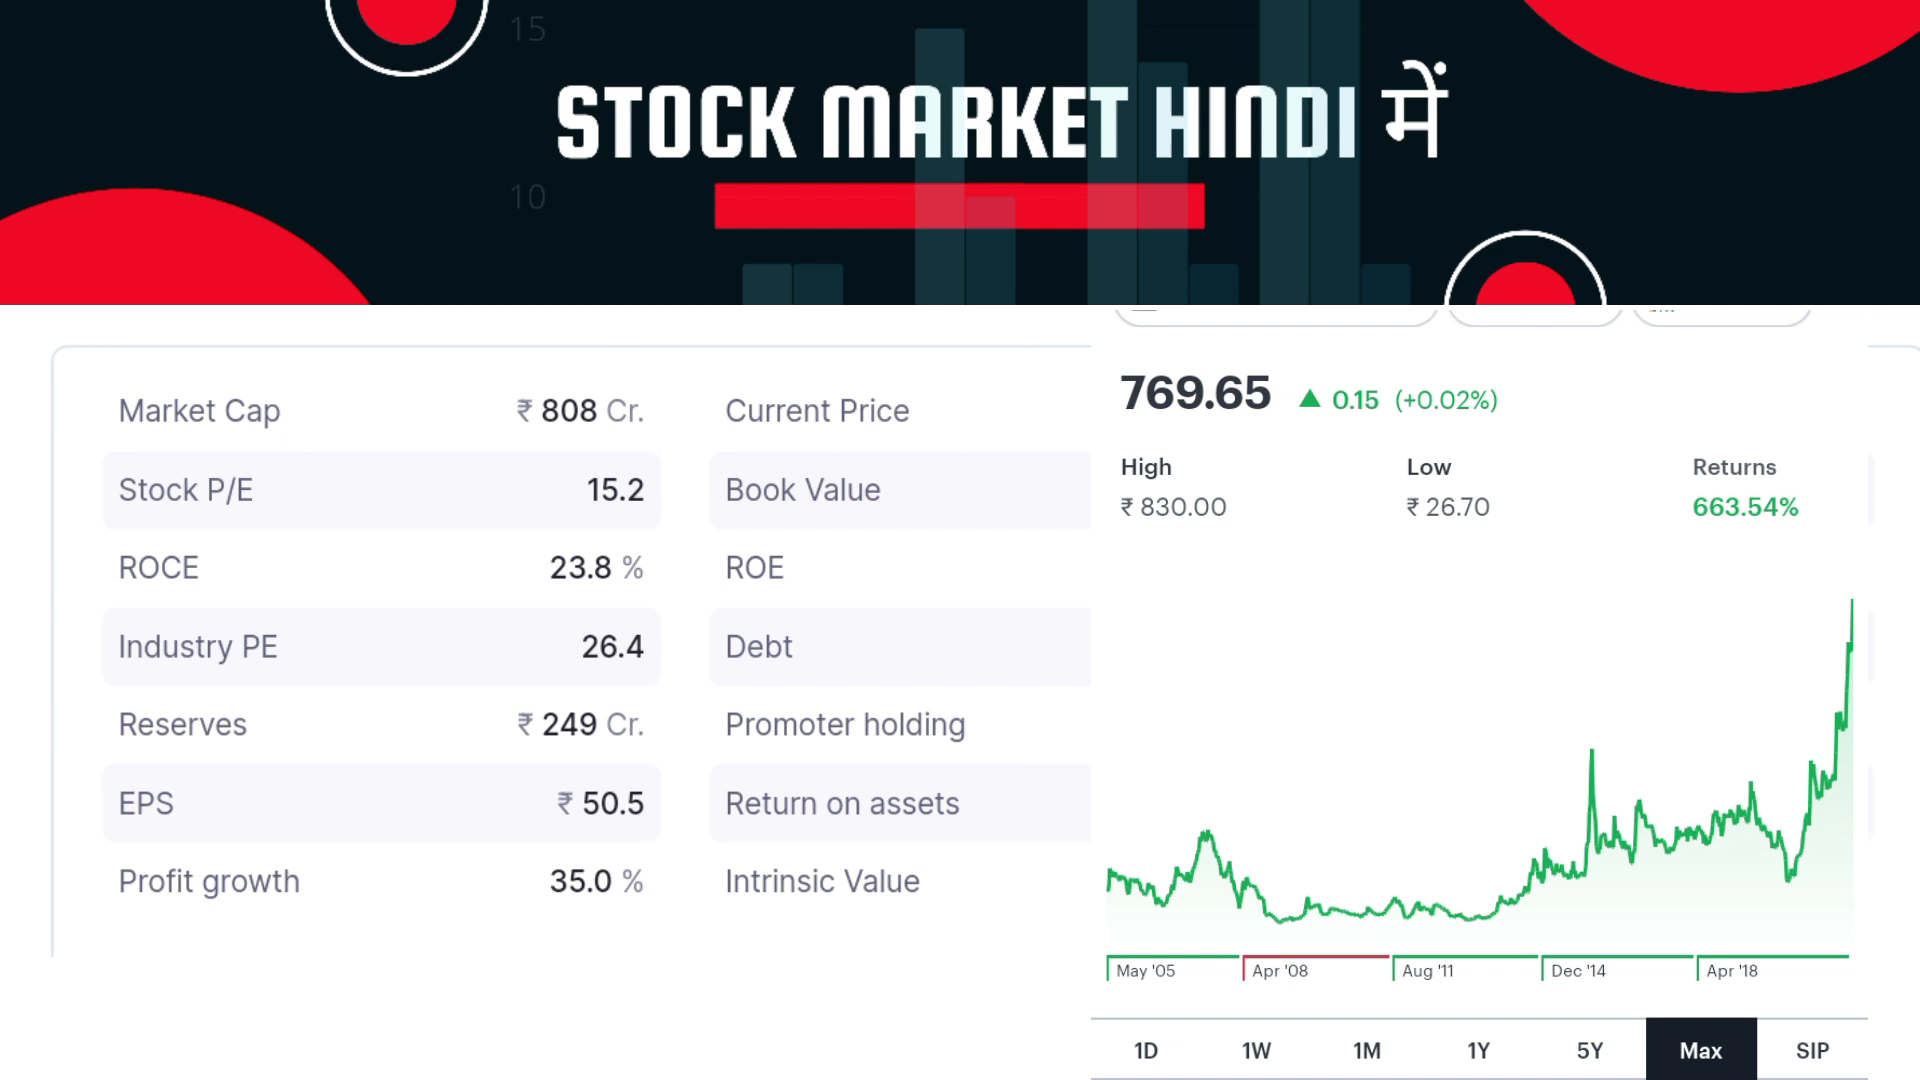 15
STOCK MARKET HINDI में
10
Market Cap ₹ 808 Cr. Current Price
Stock P/E 15.2 Book Value
ROCE 23.8 % ROE
Industry PE 26.4 Debt
Reserves ₹ 249 Cr. Promoter holding
EPS ₹ 50.5 Return on assets
Profit growth 35.0 % Intrinsic Value
769.65 ▲ 0.15 (+0.02%)
High Low Returns
₹ 830.00 ₹ 26.70 663.54%
May '05 Apr '08 Aug '11 Dec '14 Apr '18
1D 1W 1M 1Y 5Y Max SIP